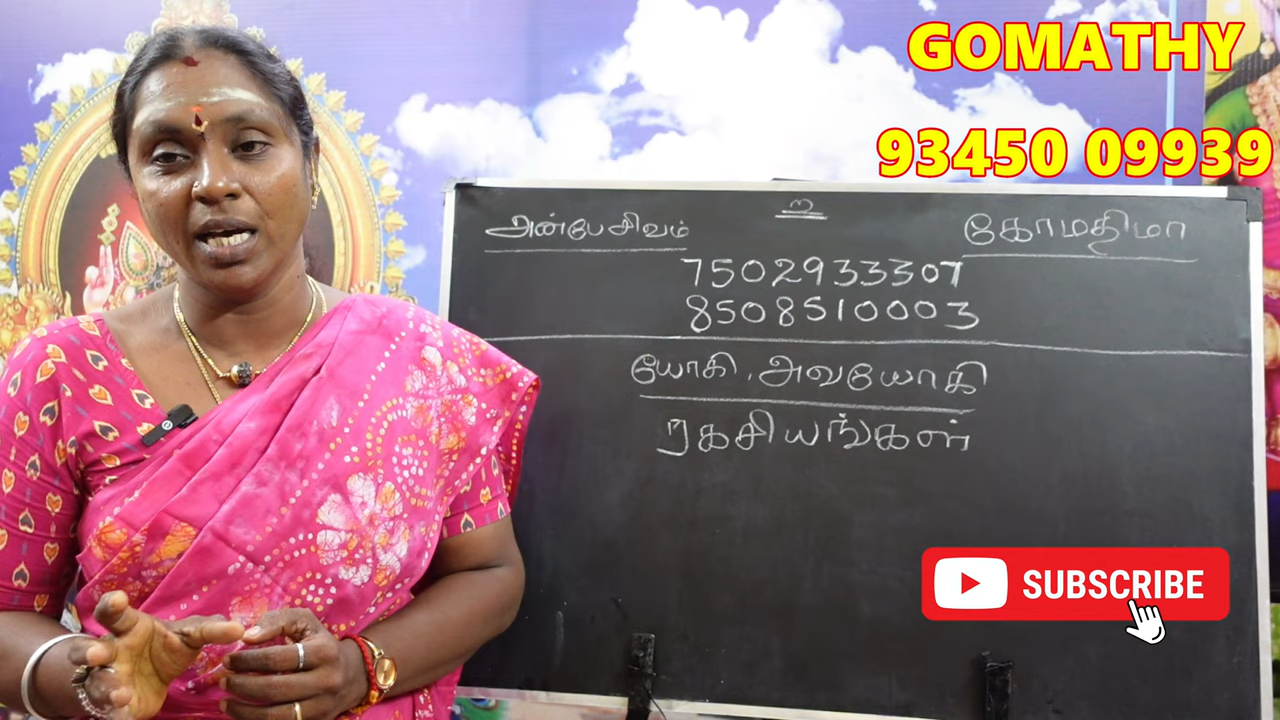 GOMATHY
93450 09939
உ
அன்பே சிவம்
கோமதிமா
7502933307
8508510003
யோகி, அவயோகி
ரகசியங்கள்
SUBSCRIBE